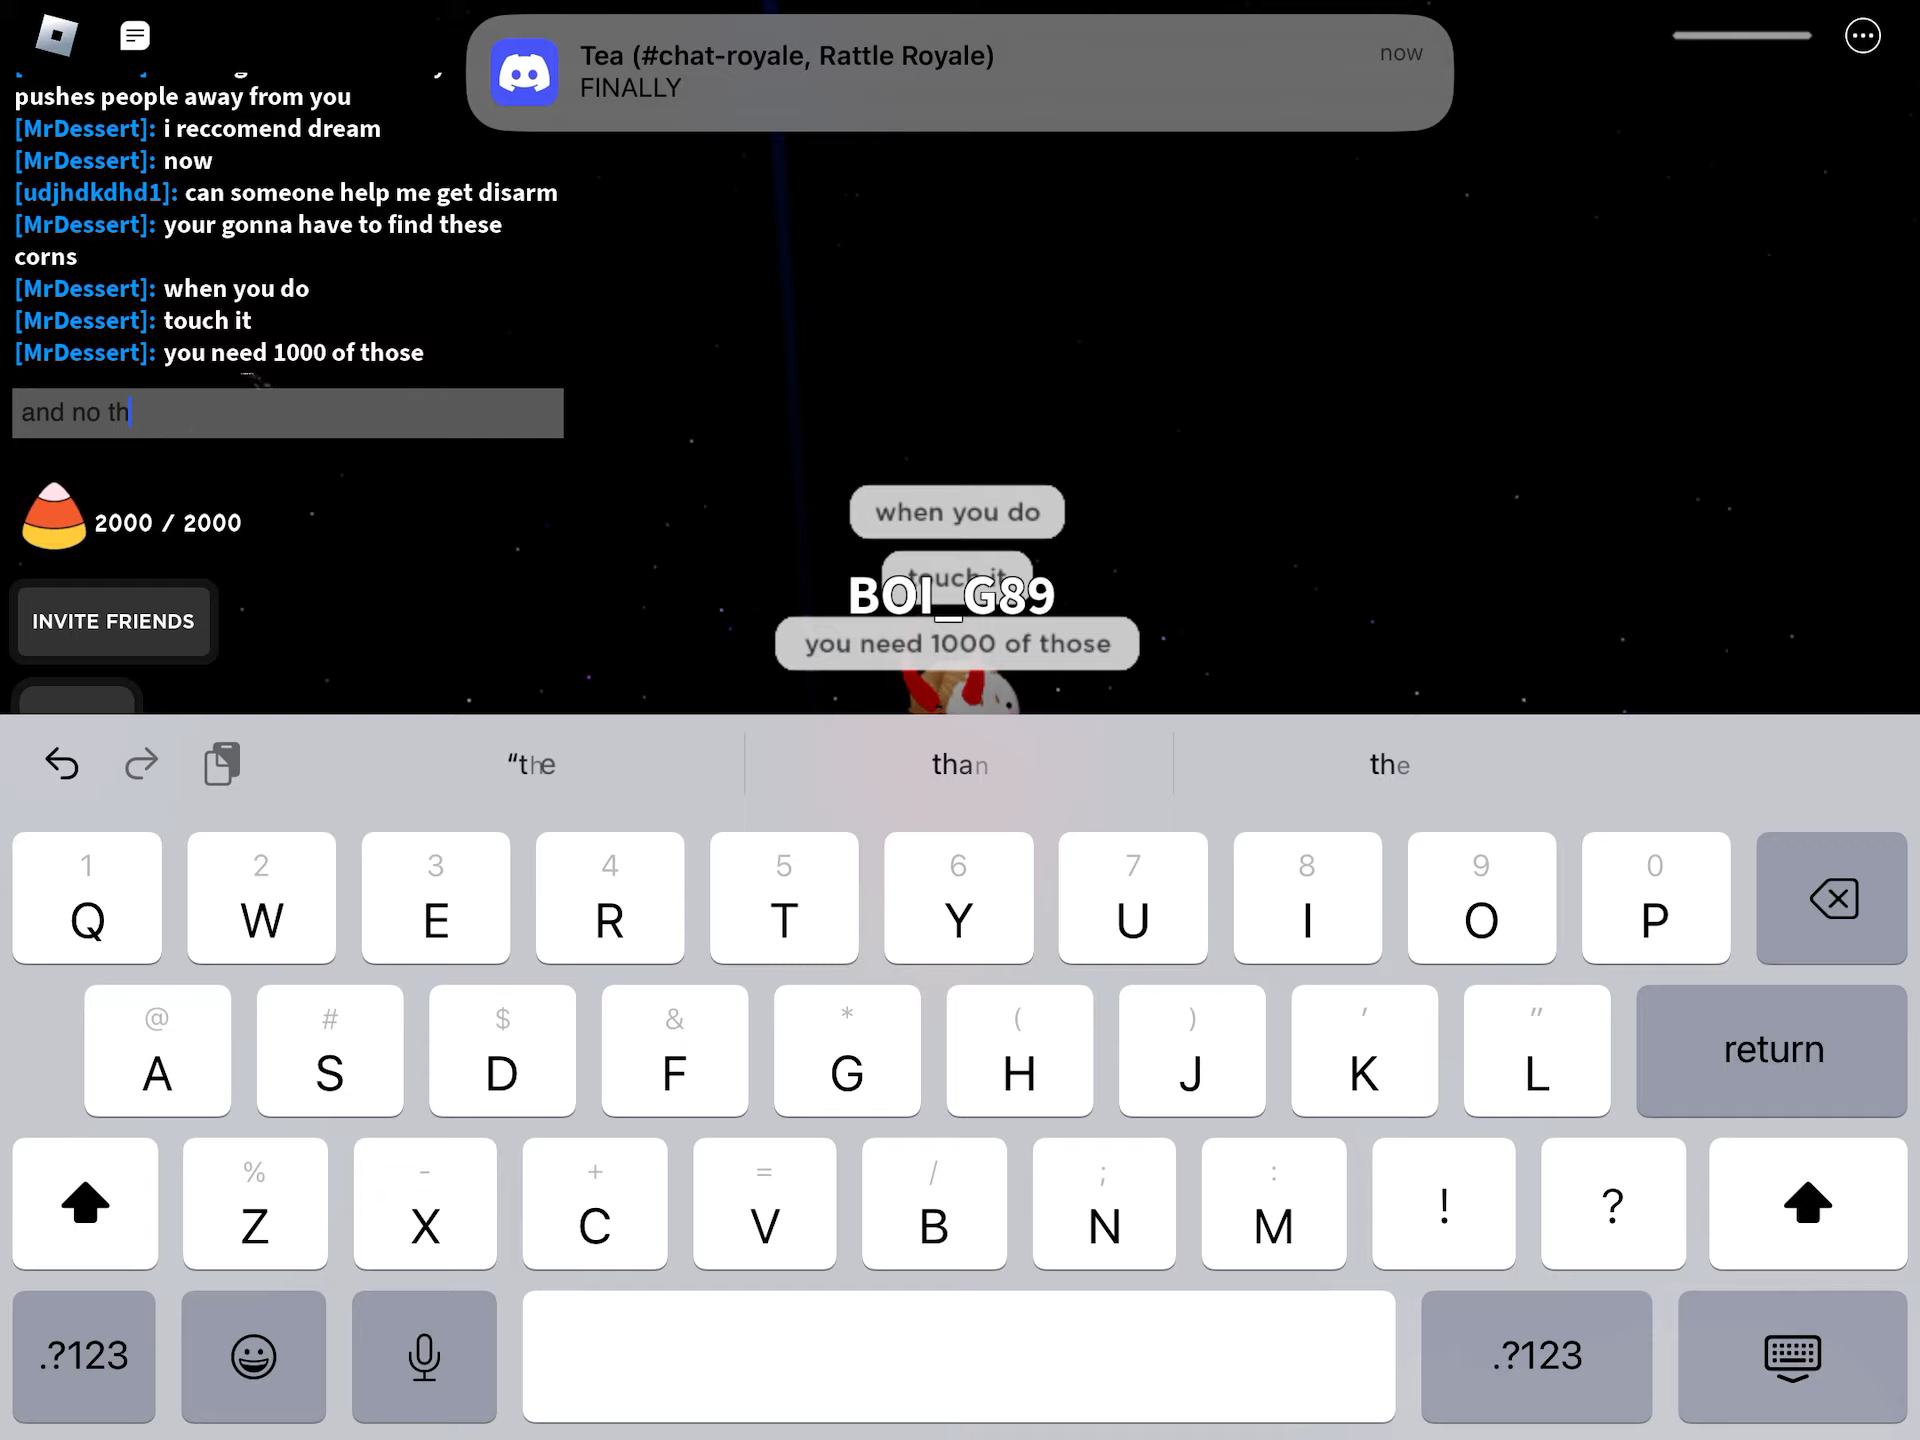 Tea (#chat-royale, Rattle Royale)
now
FINALLY
pushes people away from you
[MrDessert]: i reccomend dream
[MrDessert]: now
[udjhdkdhd1]: can someone help me get disarm
[MrDessert]: your gonna have to find these
corns
[MrDessert]: when you do
[MrDessert]: touch it
[MrDessert]: you need 1000 of those
and no th
2000 / 2000
when you do
touch it
BOI_G89
you need 1000 of those
INVITE FRIENDS
“the than the
1 2 3 4 5 6 7 8 9 0
Q W E R T Y U I O P
@ # $ & * ( ) ' "
A S D F G H J K L return
% - + = / ; :
Z X C V B N M ! ?
.?123 .?123